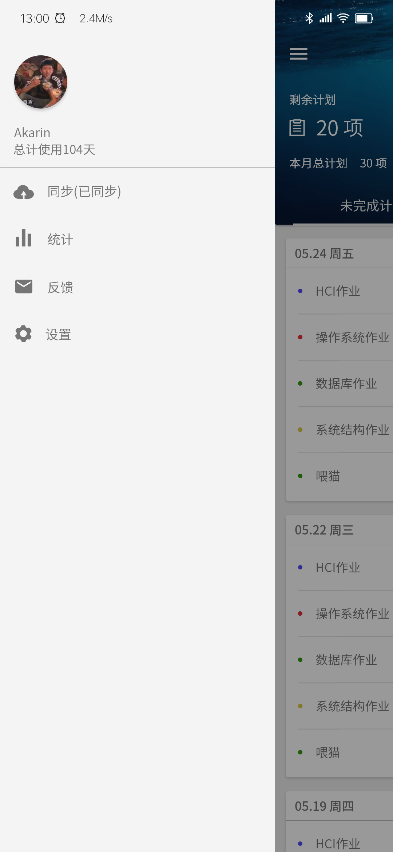 13:00 2.4M/s
Akarin
总计使用104天
同步(已同步)
统计
反馈
设置
剩余计划
20 项
本月总计划 30 项
未完成计
05.24 周五
HCI作业
操作系统作业
数据库作业
系统结构作业
喂猫
05.22 周三
HCI作业
操作系统作业
数据库作业
系统结构作业
喂猫
05.19 周四
HCI作业